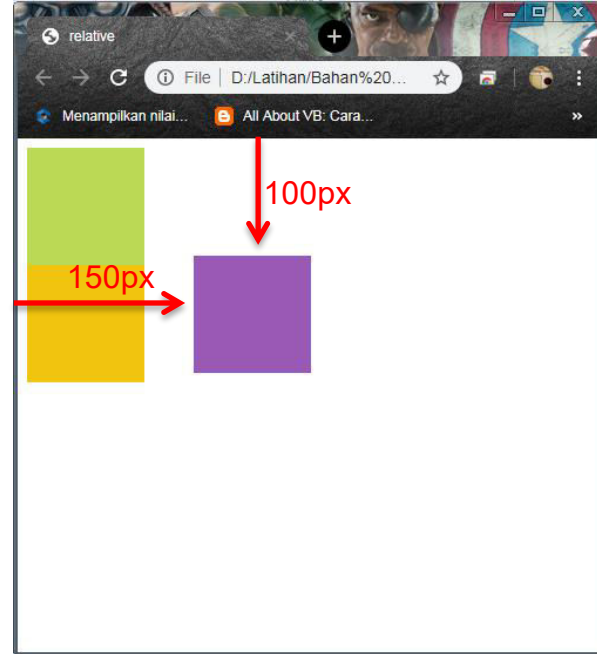 relative
File | D:/Latihan/Bahan%20...
Menampilkan nilai... All About VB: Cara... »
100px
150px